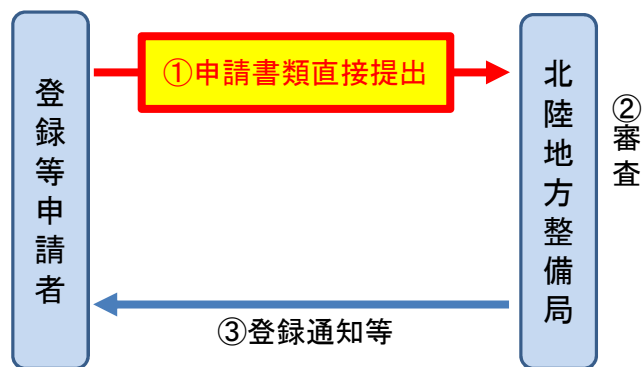 登録等申請者
①申請書類直接提出
北陸地方整備局
②審査
③登録通知等